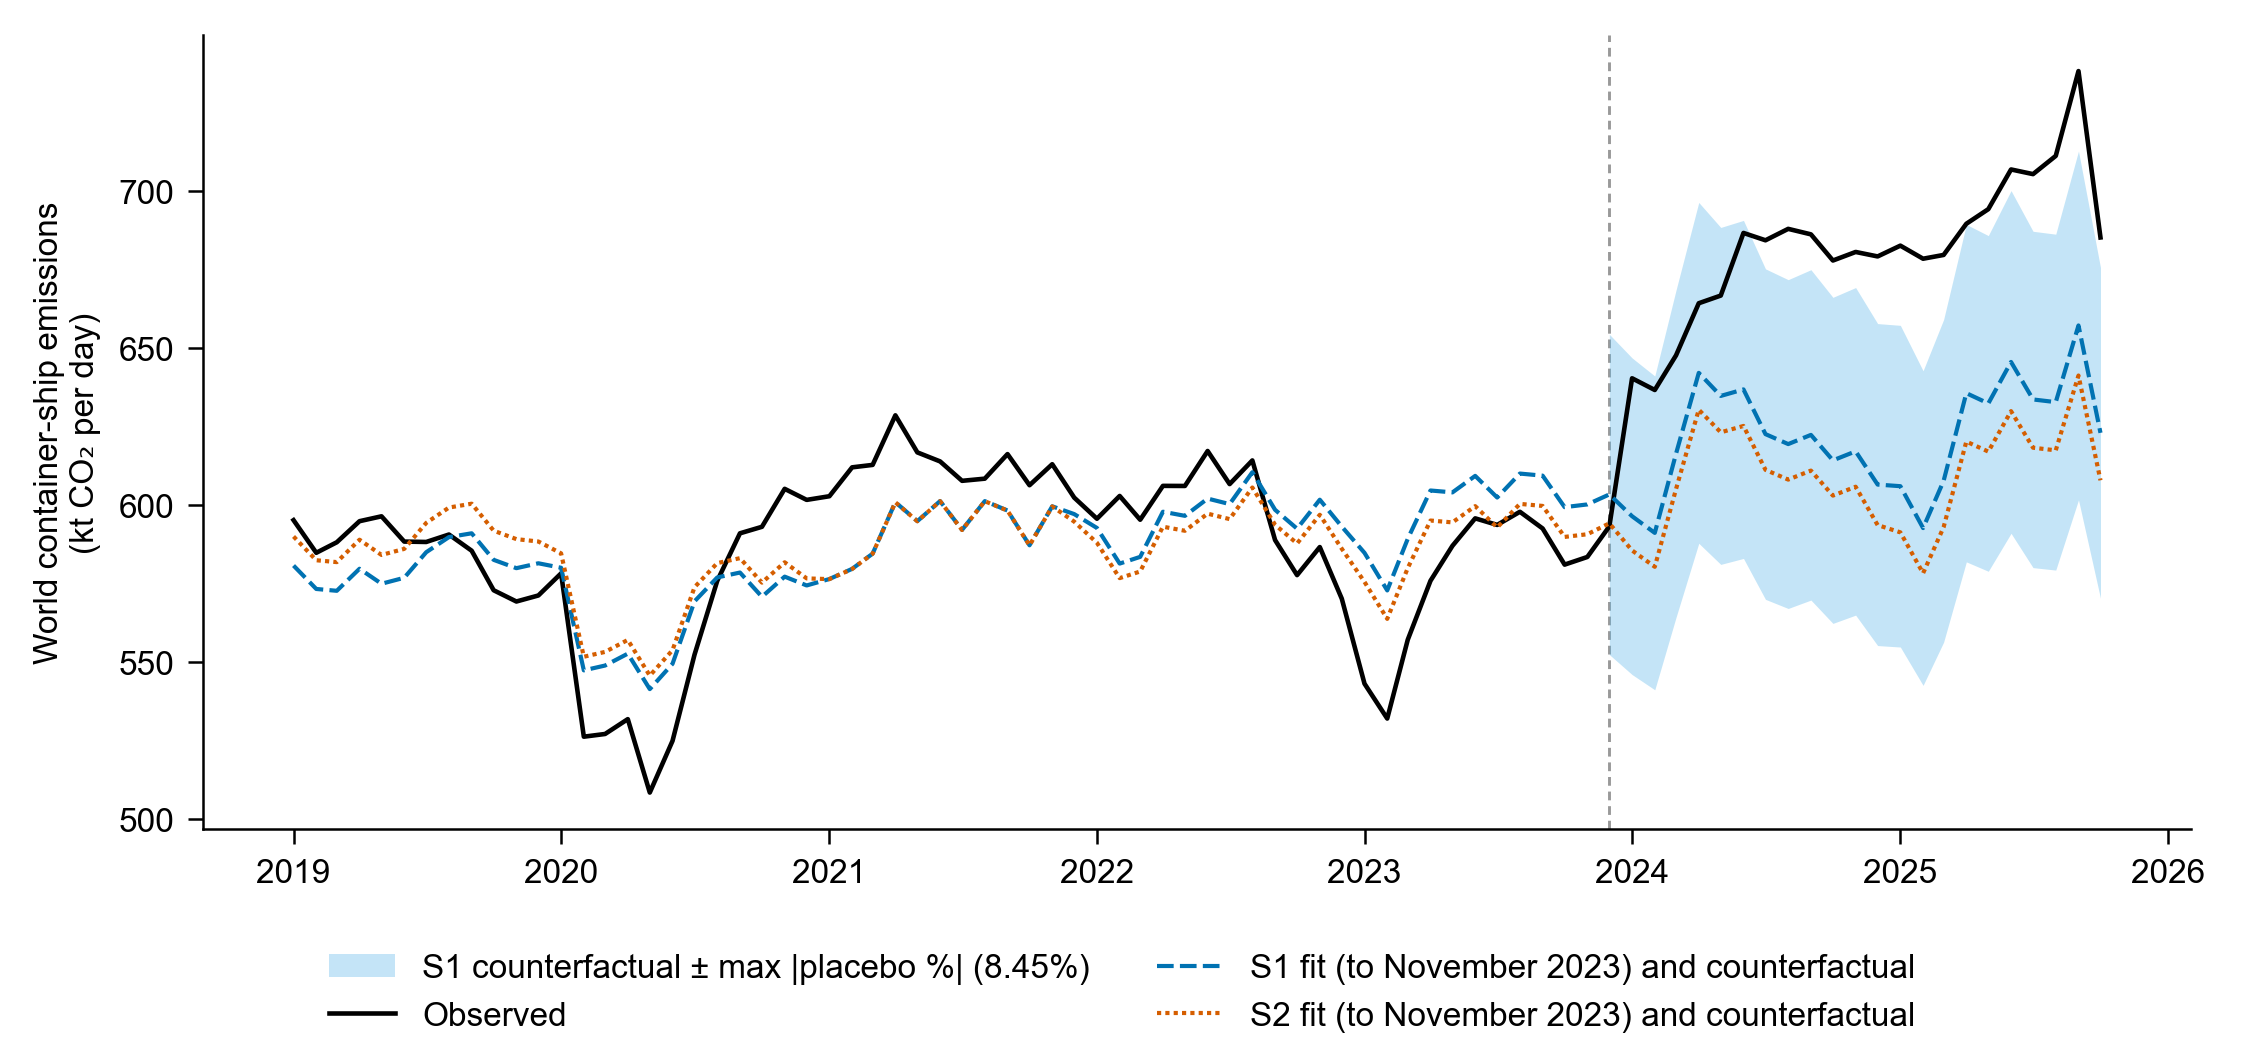 World container-ship emissions
(kt CO₂ per day)
700
650
600
550
500
2019 2020 2021 2022 2023 2024 2025 2026
S1 counterfactual ± max |placebo %| (8.45%)
Observed
S1 fit (to November 2023) and counterfactual
S2 fit (to November 2023) and counterfactual